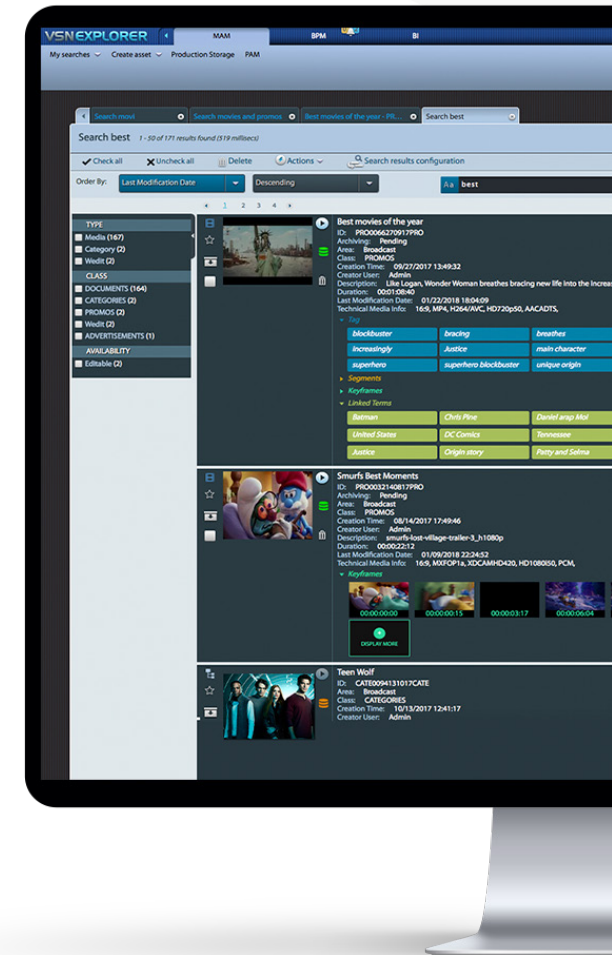 VSNEXPLORER MAM BPM BI
My searches Create asset Production Storage PAM
Search movi Search movies and promos Best movies of the year - PR... Search best
Search best 1 - 50 of 171 results found (519 millisecs)
Check all Uncheck all Delete Actions Search results configuration
Order By: Last Modification Date Descending Aa best
1 2 3 4
TYPE
Media (167)
Category (2)
Wedit (2)
CLASS
DOCUMENTS (164)
CATEGORIES (2)
PROMOS (2)
Wedit (2)
ADVERTISEMENTS (1)
AVAILABILITY
Editable (2)
Best movies of the year
ID: PRO0066270917PRO
Archiving: Pending
Area: Broadcast
Class: PROMOS
Creation Time: 09/27/2017 13:49:32
Creator User: Admin
Description: Like Logan, Wonder Woman breathes bracing new life into the Increas
Duration: 00:01:08:40
Last Modification Date: 01/22/2018 18:04:09
Technical Media Info: 16:9, MP4, H264/AVC, HD720p50, AACADTS,
Tag
blockbuster bracing breathes
increasingly Justice main character
superhero superhero blockbuster unique origin
Segments
Keyframes
Linked Terms
Batman Chris Pine Daniel arap Moi
United States DC Comics Tennessee
Justice Origin story Patty and Selma
Smurfs Best Moments
ID: PRO0032140817PRO
Archiving: Pending
Area: Broadcast
Class: PROMOS
Creation Time: 08/14/2017 17:49:46
Creator User: Admin
Description: smurfs-lost-village-trailer-3_h1080p
Duration: 00:00:22:12
Last Modification Date: 01/09/2018 22:24:52
Technical Media Info: 16:9, MXFOP1a, XDCAMHD420, HD1080I50, PCM,
Keyframes
00:00:00:00 00:00:00:15 00:00:03:17 00:00:06:04
DISPLAY MORE
Teen Wolf
ID: CATE0094131017CATE
Area: Broadcast
Class: CATEGORIES
Creation Time: 10/13/2017 12:41:17
Creator User: Admin